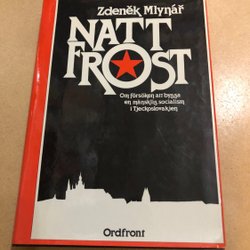 Zdeněk Mlynář
NATT
FROST
Om försöken att bygga
en mänsklig socialism
i Tjeckoslovakien
Ordfront